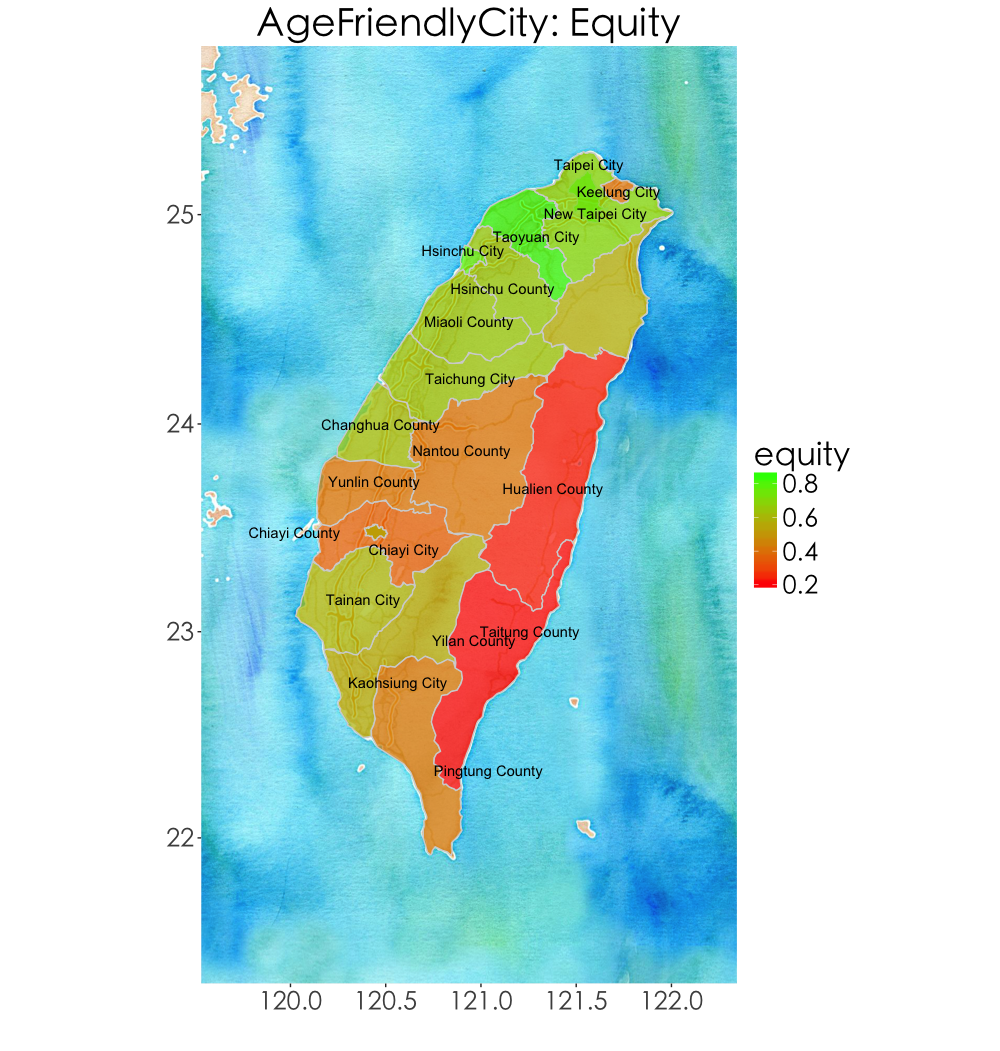 AgeFriendlyCity: Equity
Taipei City
Keelung City
25
New Taipei City
Taoyuan City
Hsinchu City
Hsinchu County
Miaoli County
Taichung City
24
Changhua County
Nantou County
equity
Yunlin County
0.8
Hualien County
0.6
Chiayi County
Chiayi City
0.4
0.2
Tainan City
23
Taitung County
Yilan County
Kaohsiung City
Pingtung County
22
120.0 120.5 121.0 121.5 122.0